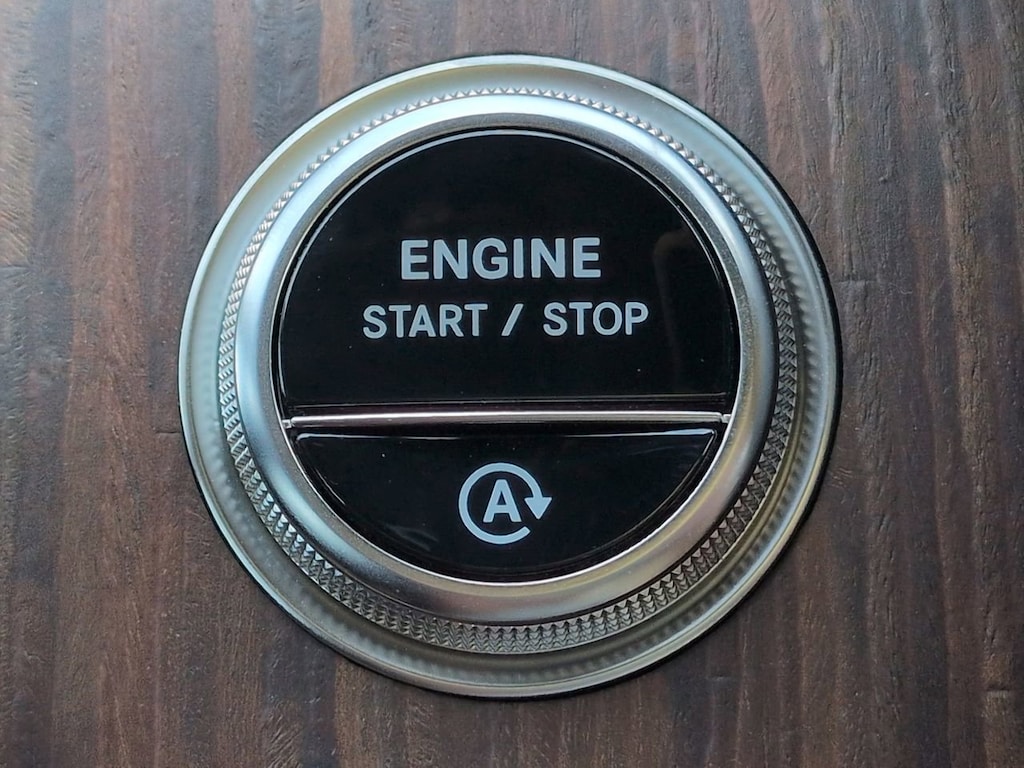 ENGINE
START / STOP
A